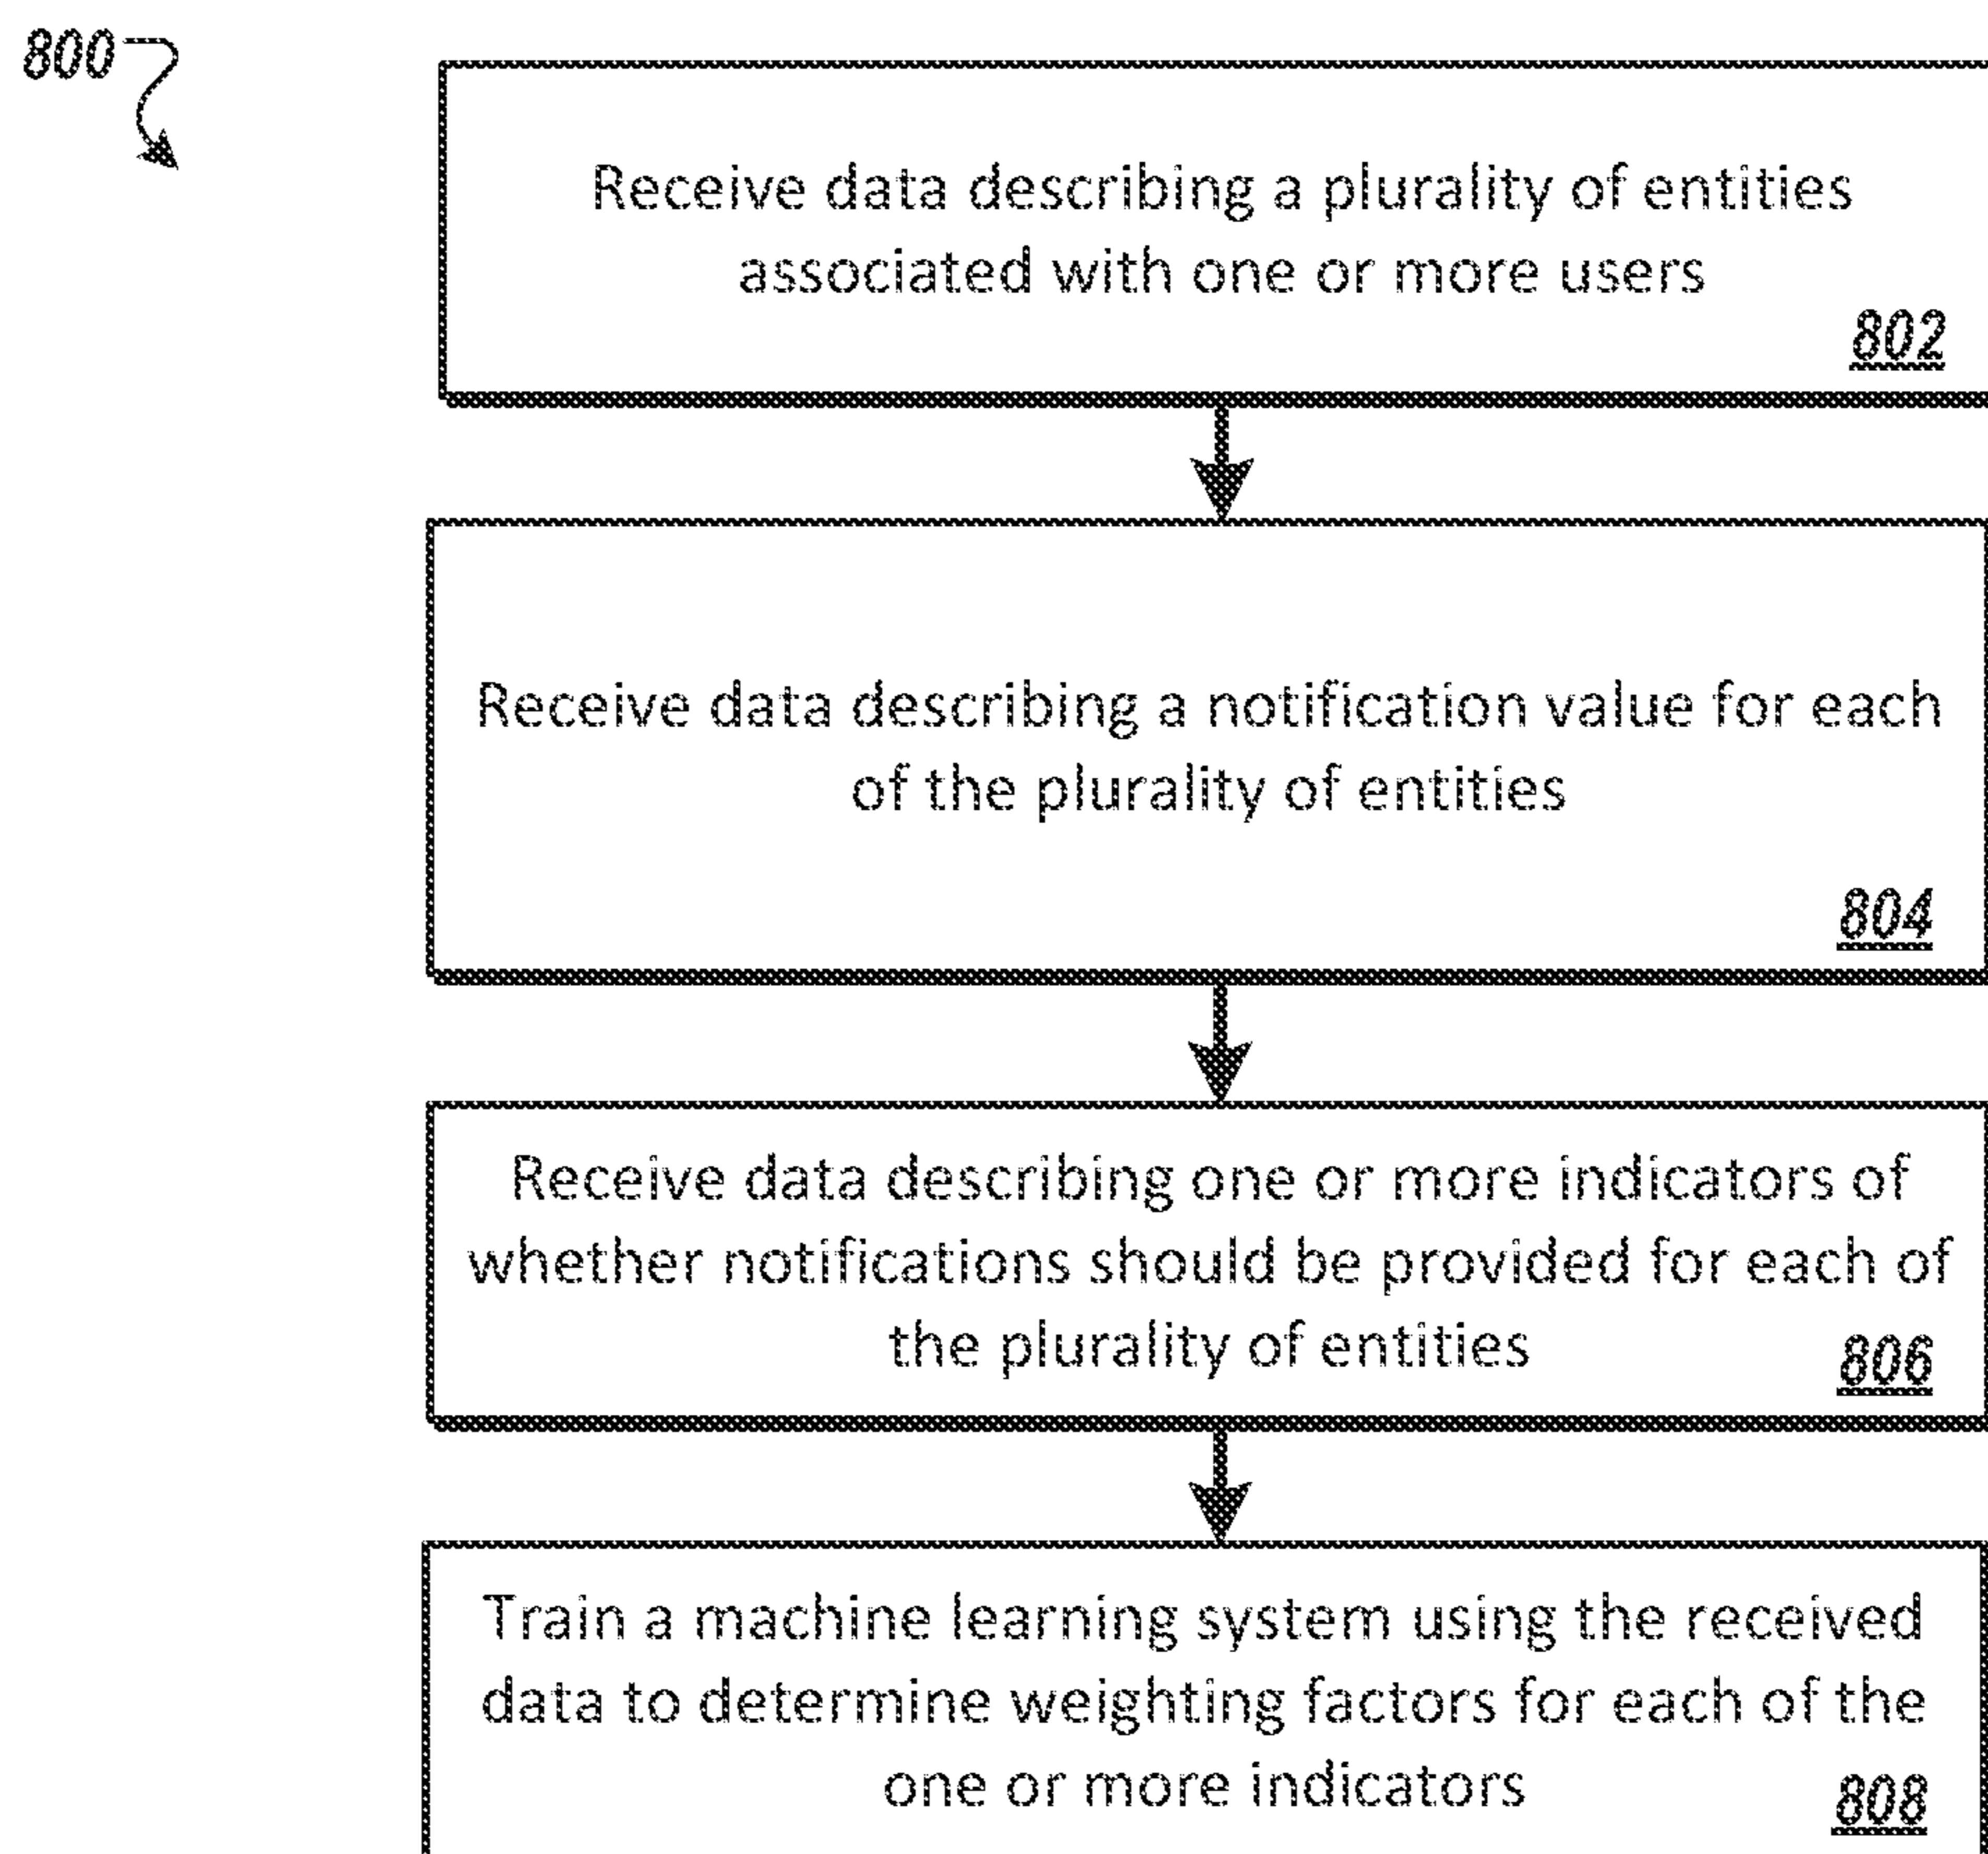 800
Receive data describing a plurality of entities
associated with one or more users
802
Receive data describing a notification value for each
of the plurality of entities
804
Receive data describing one or more indicators of
whether notifications should be provided for each of
the plurality of entities
806
Train a machine learning system using the received
data to determine weighting factors for each of the
one or more indicators
808